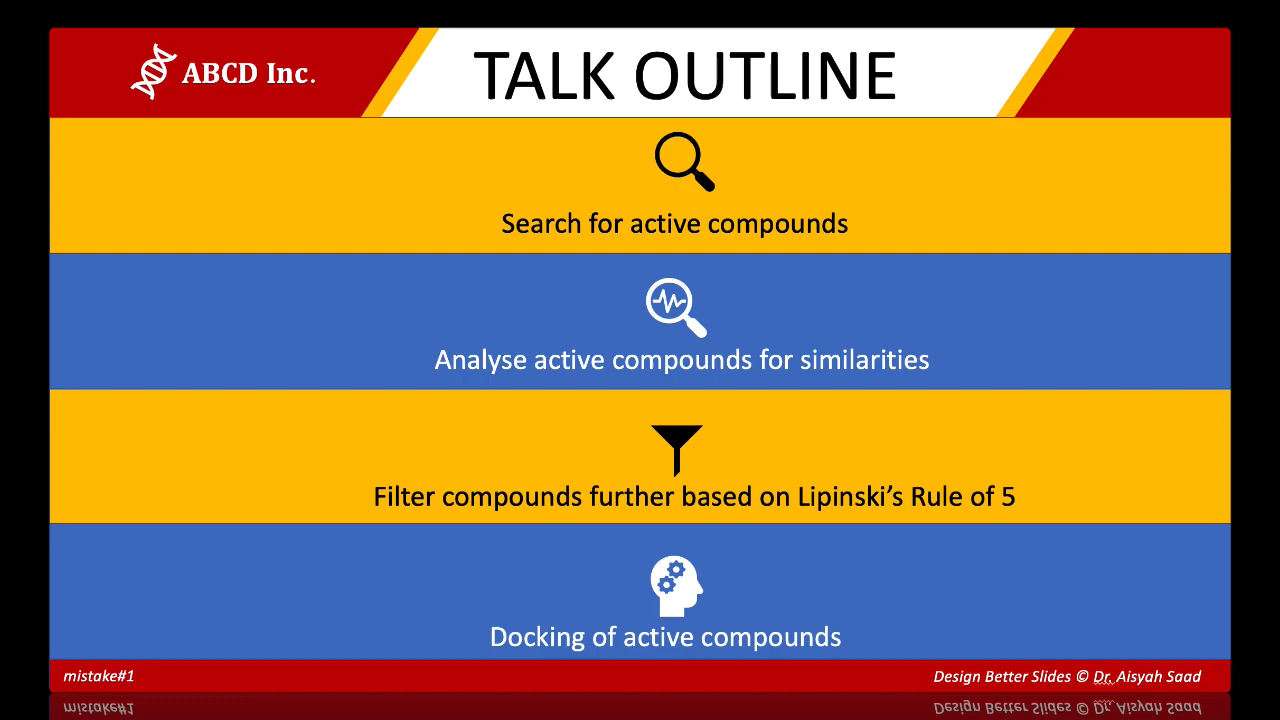 ABCD Inc.
TALK OUTLINE
Search for active compounds
Analyse active compounds for similarities
Filter compounds further based on Lipinski’s Rule of 5
Docking of active compounds
mistake#1
Design Better Slides © Dr. Aisyah Saad